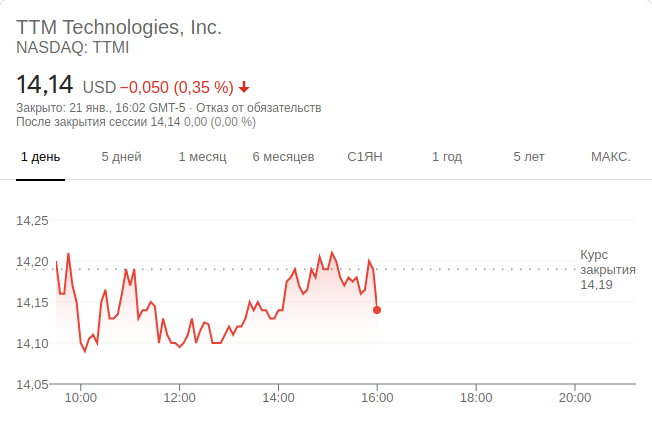 TTM Technologies, Inc.
NASDAQ: TTMI
14,14 USD −0,050 (0,35 %)
Закрыто: 21 янв., 16:02 GMT-5 · Отказ от обязательств
После закрытия сессии 14,14 0,00 (0,00 %)
1 день 5 дней 1 месяц 6 месяцев С1ЯН 1 год 5 лет МАКС.
14,25
14,20
14,15
14,10
14,05
Курс
закрытия
14,19
10:00 12:00 14:00 16:00 18:00 20:00